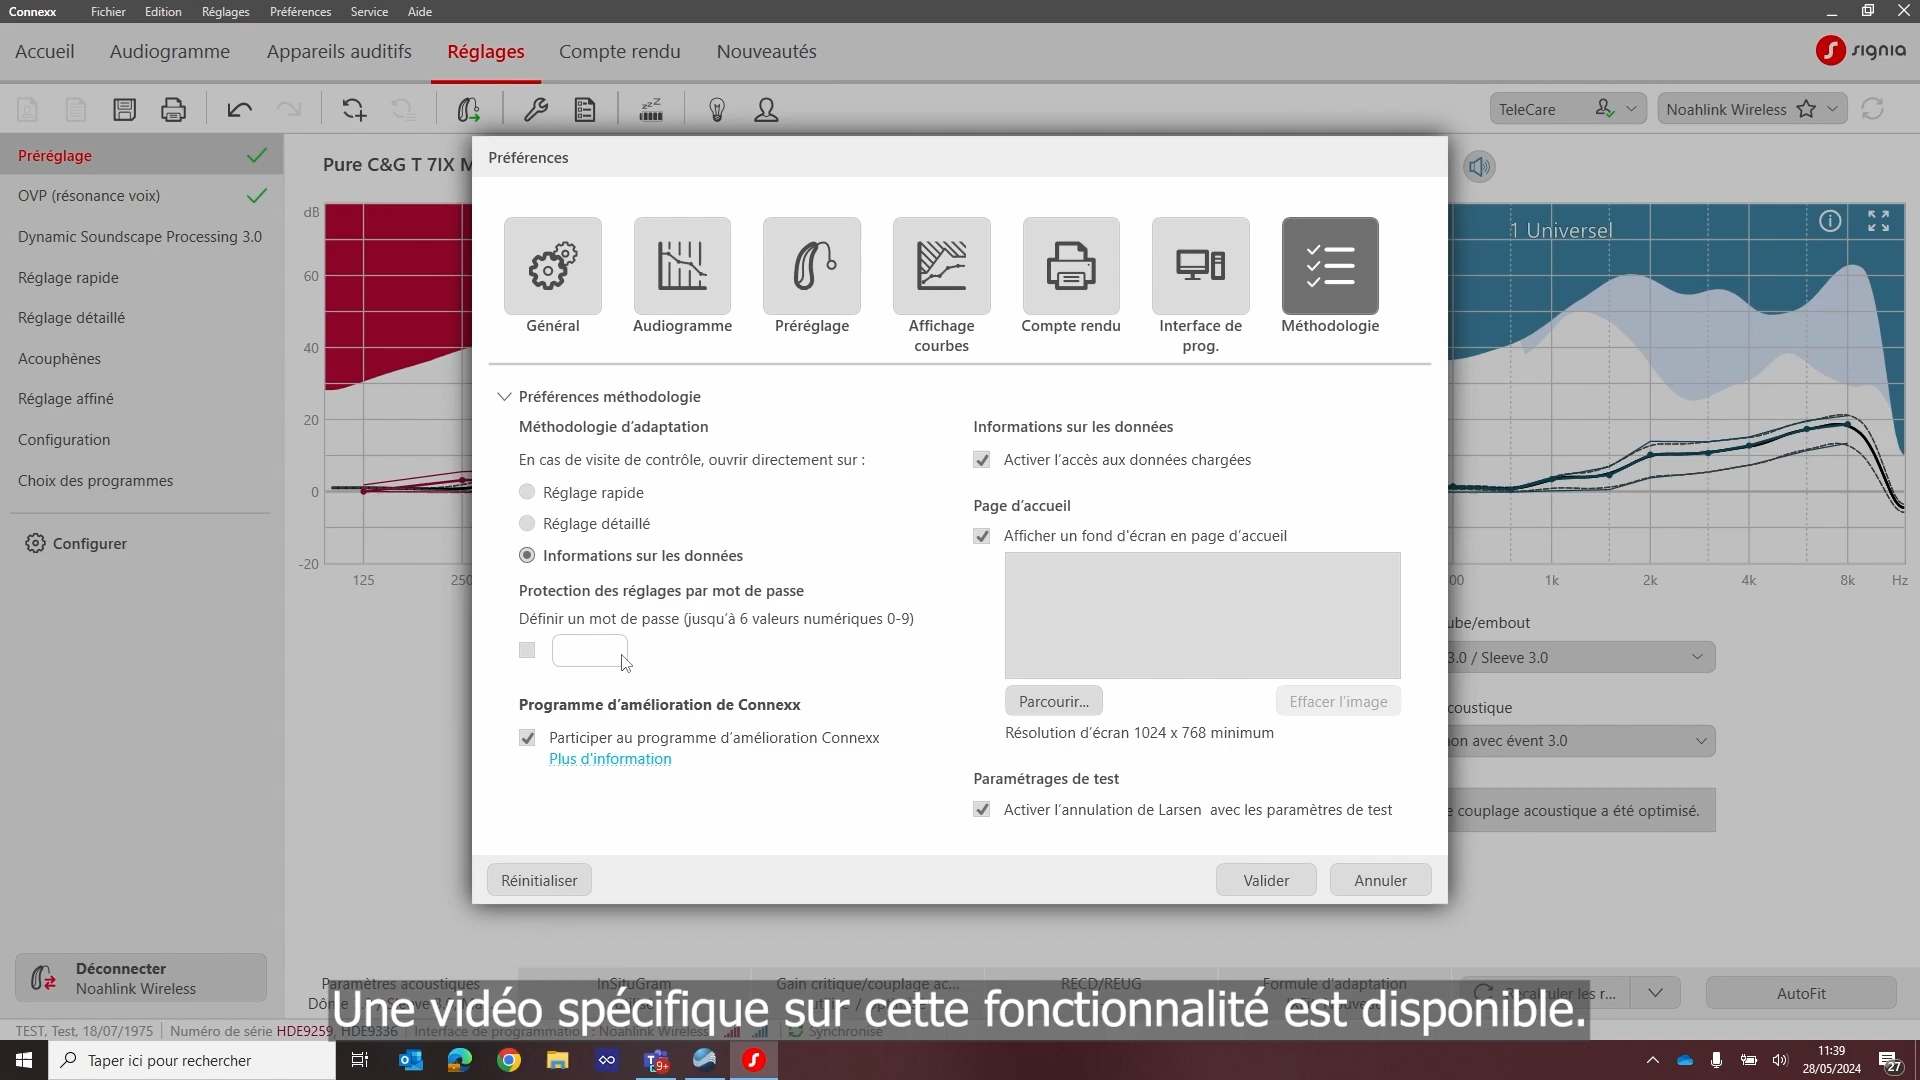 Connexx Fichier Edition Réglages Préférences Service Aide
Accueil Audiogramme Appareils auditifs Réglages Compte rendu Nouveautés signia
TeleCare Noahlink Wireless
Préréglage
OVP (résonance voix)
Dynamic Soundscape Processing 3.0
Réglage rapide
Réglage détaillé
Acouphènes
Réglage affiné
Configuration
Choix des programmes
Configurer
Déconnecter
Noahlink Wireless
Pure C&G T 7IX
dB
60
40
20
0
-20
125 250
Préférences
Général
Audiogramme
Préréglage
Affichage
courbes
Compte rendu
Interface de
prog.
Méthodologie
Préférences méthodologie
Méthodologie d'adaptation
En cas de visite de contrôle, ouvrir directement sur :
Réglage rapide
Réglage détaillé
Informations sur les données
Protection des réglages par mot de passe
Définir un mot de passe (jusqu'à 6 valeurs numériques 0-9)
Programme d'amélioration de Connexx
Participer au programme d'amélioration Connexx
Plus d'information
Informations sur les données
Activer l'accès aux données chargées
Page d'accueil
Afficher un fond d'écran en page d'accueil
Parcourir... Effacer l'image
Résolution d'écran 1024 x 768 minimum
Paramétrages de test
Activer l'annulation de Larsen avec les paramètres de test
Réinitialiser Valider Annuler
1 Universel
1k 2k 4k 8k Hz
ube/embout
3.0 / Sleeve 3.0
coustique
on avec évent 3.0
couplage acoustique a été optimisé.
Paramètres acoustiques InSituGram Gain critique/couplage ac... RECD/REUG Formule d'adaptation
AutoFit
Une vidéo spécifique sur cette fonctionnalité est disponible.
TEST, Test, 18/07/1975 Numéro de série HDE9259, HDE9336 Interface de programmation : Noahlink Wireless Synchronisé
Taper ici pour rechercher
9+
11:39
28/05/2024
27